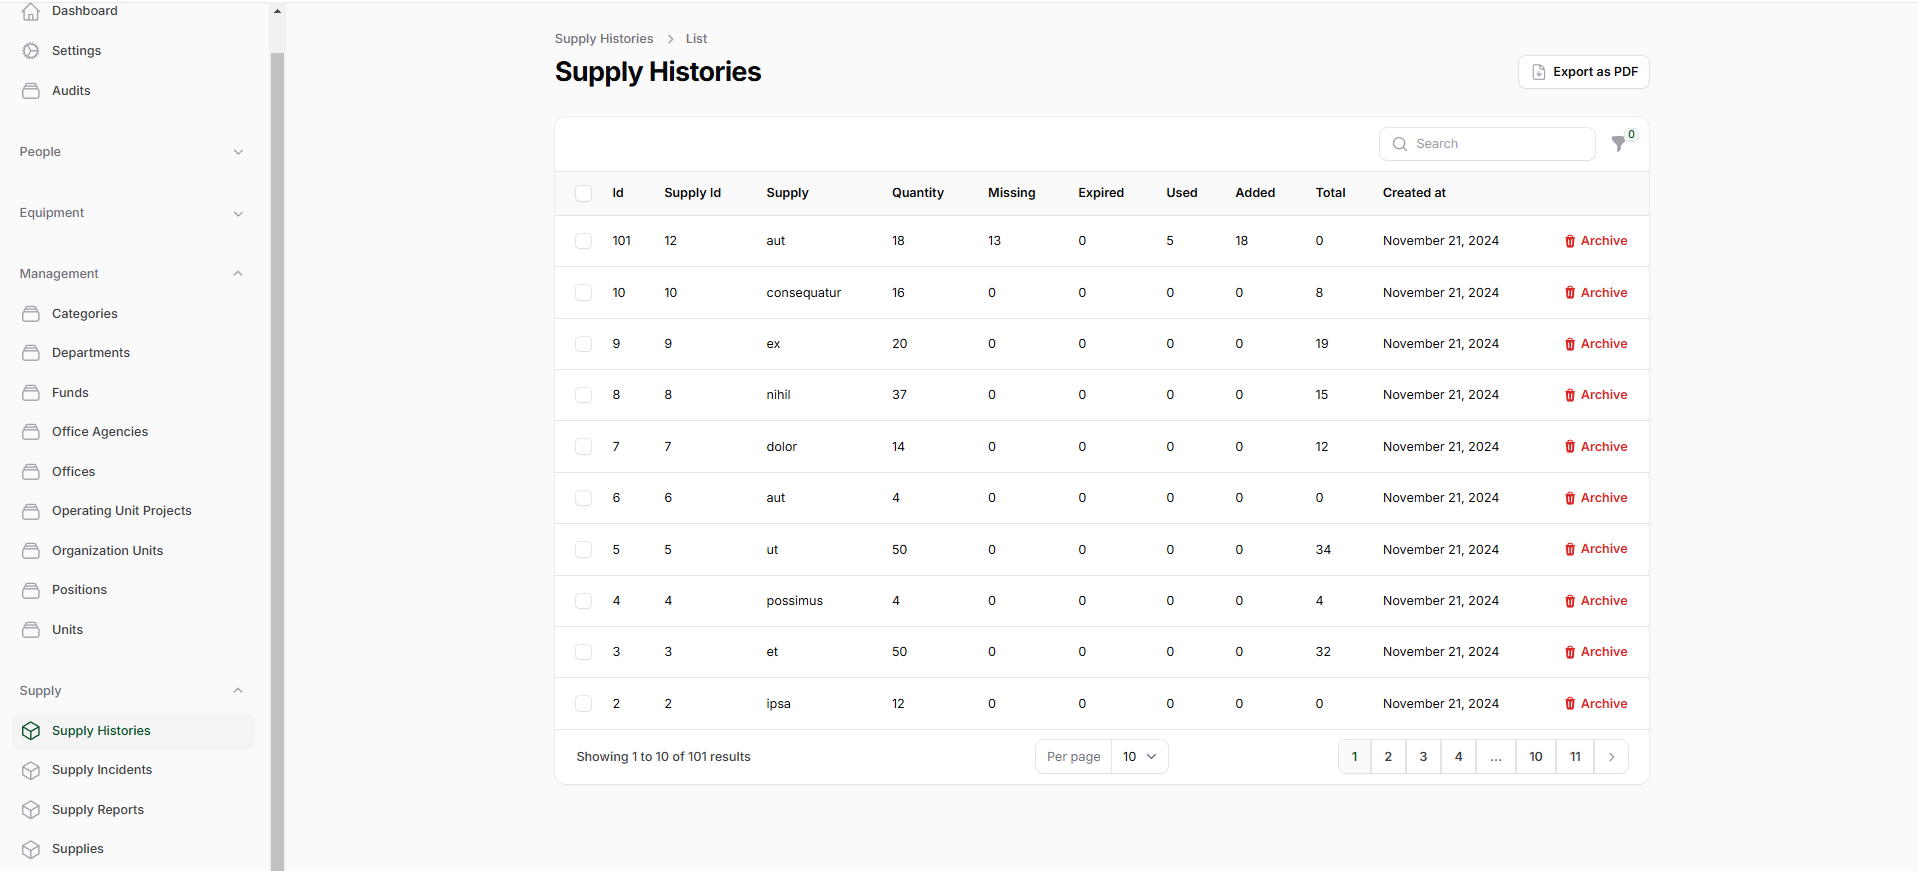 Dashboard
Settings
Audits
People
Equipment
Management
Categories
Departments
Funds
Office Agencies
Offices
Operating Unit Projects
Organization Units
Positions
Units
Supply
Supply Histories
Supply Incidents
Supply Reports
Supplies
Supply Histories > List
Supply Histories
Export as PDF
Search 0
Id Supply Id Supply Quantity Missing Expired Used Added Total Created at
101 12 aut 18 13 0 5 18 0 November 21, 2024 Archive
10 10 consequatur 16 0 0 0 0 8 November 21, 2024 Archive
9 9 ex 20 0 0 0 0 19 November 21, 2024 Archive
8 8 nihil 37 0 0 0 0 15 November 21, 2024 Archive
7 7 dolor 14 0 0 0 0 12 November 21, 2024 Archive
6 6 aut 4 0 0 0 0 0 November 21, 2024 Archive
5 5 ut 50 0 0 0 0 34 November 21, 2024 Archive
4 4 possimus 4 0 0 0 0 4 November 21, 2024 Archive
3 3 et 50 0 0 0 0 32 November 21, 2024 Archive
2 2 ipsa 12 0 0 0 0 0 November 21, 2024 Archive
Showing 1 to 10 of 101 results Per page 10 1 2 3 4 ... 10 11